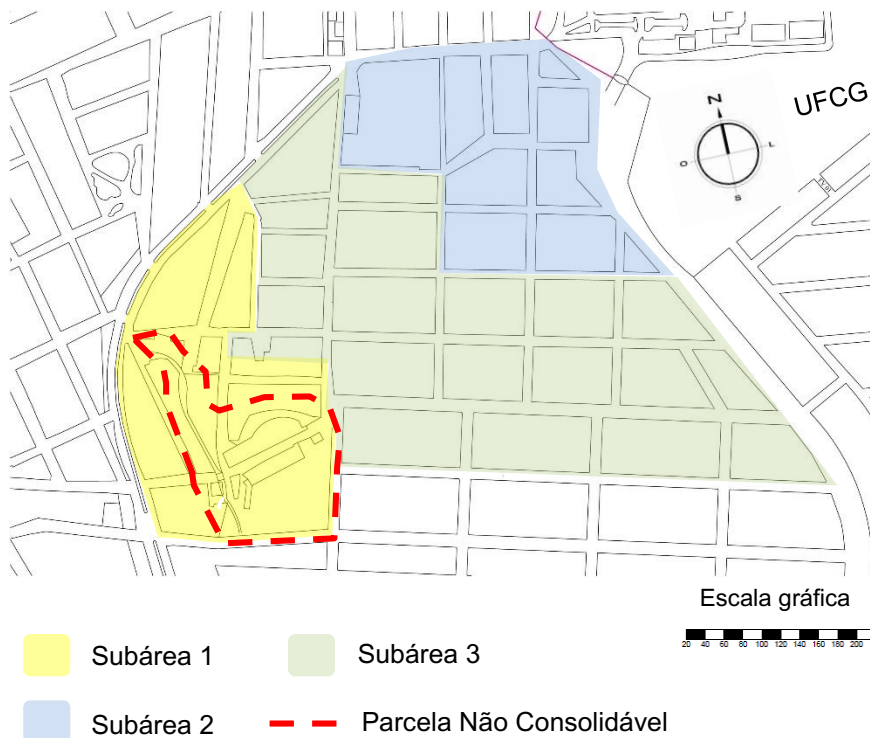 UFCG
N
O
L
S
Escala gráfica
20 40 60 80 100 120 140 160 180 200
Subárea 1
Subárea 3
Subárea 2
Parcela Não Consolidável